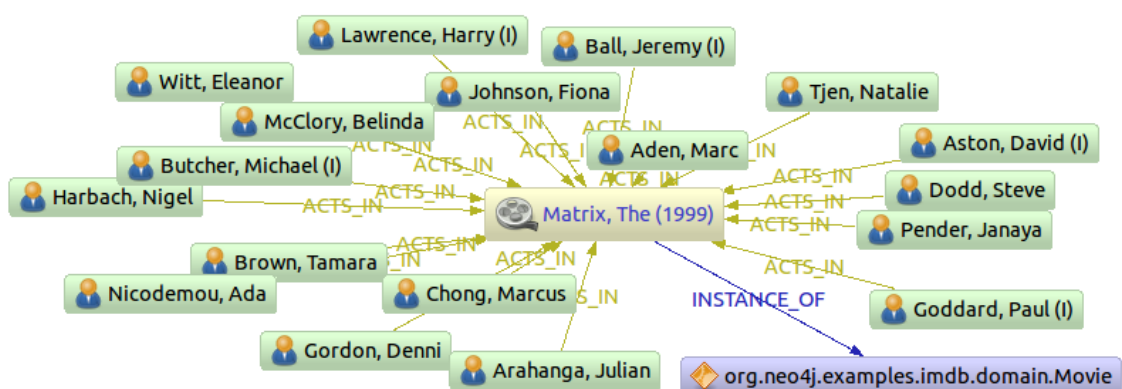 Lawrence, Harry (I)
Ball, Jeremy (I)
Witt, Eleanor
Johnson, Fiona
Tjen, Natalie
McClory, Belinda
ACTS_IN
Aston, David (I)
Butcher, Michael (I)
ACTS_IN
Aden, Marc
Harbach, Nigel
ACTS_IN
ACTS_IN
ACTS_IN
ACTS_IN
Dodd, Steve
Matrix, The (1999)
ACTS_IN
ACTS_IN
Pender, Janaya
Brown, Tamara
ACTS_IN
ACTS_IN
ACTS_IN
Nicodemou, Ada
Chong, Marcus
INSTANCE_OF
Goddard, Paul (I)
Gordon, Denni
Arahanga, Julian
org.neo4j.examples.imdb.domain.Movie